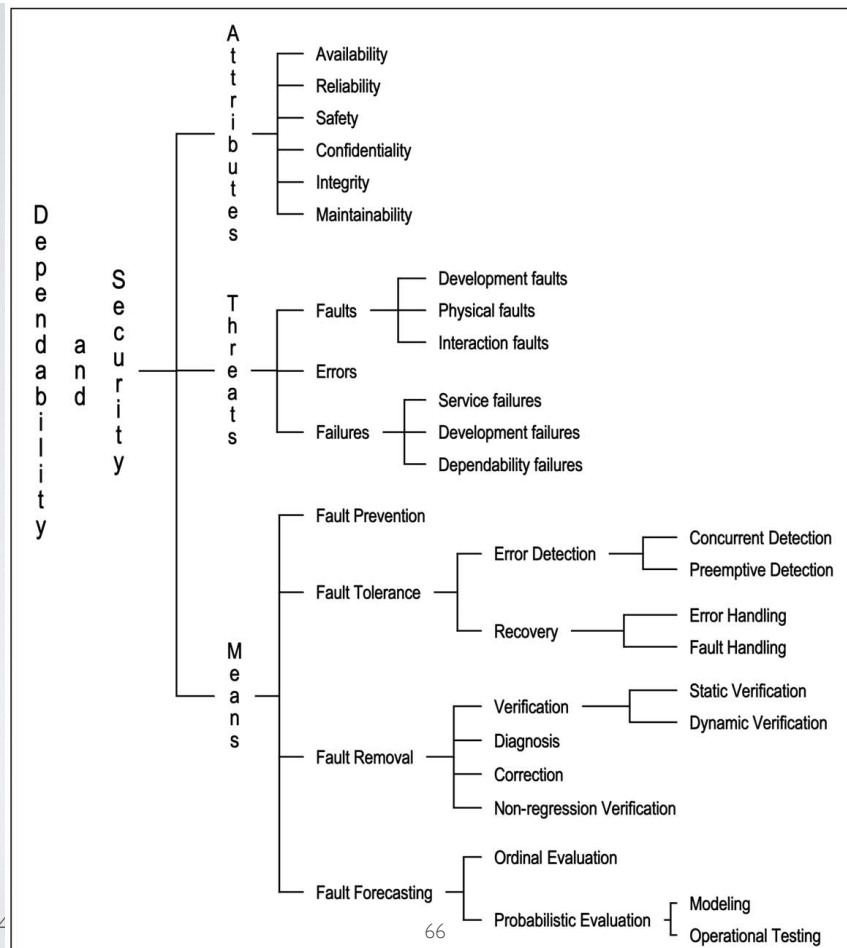 Dependability
and
Security
Attributes
Availability
Reliability
Safety
Confidentiality
Integrity
Maintainability
Threats
Faults
Development faults
Physical faults
Interaction faults
Errors
Failures
Service failures
Development failures
Dependability failures
Means
Fault Prevention
Fault Tolerance
Error Detection
Concurrent Detection
Preemptive Detection
Recovery
Error Handling
Fault Handling
Fault Removal
Verification
Static Verification
Dynamic Verification
Diagnosis
Correction
Non-regression Verification
Fault Forecasting
Ordinal Evaluation
Probabilistic Evaluation
Modeling
Operational Testing
66